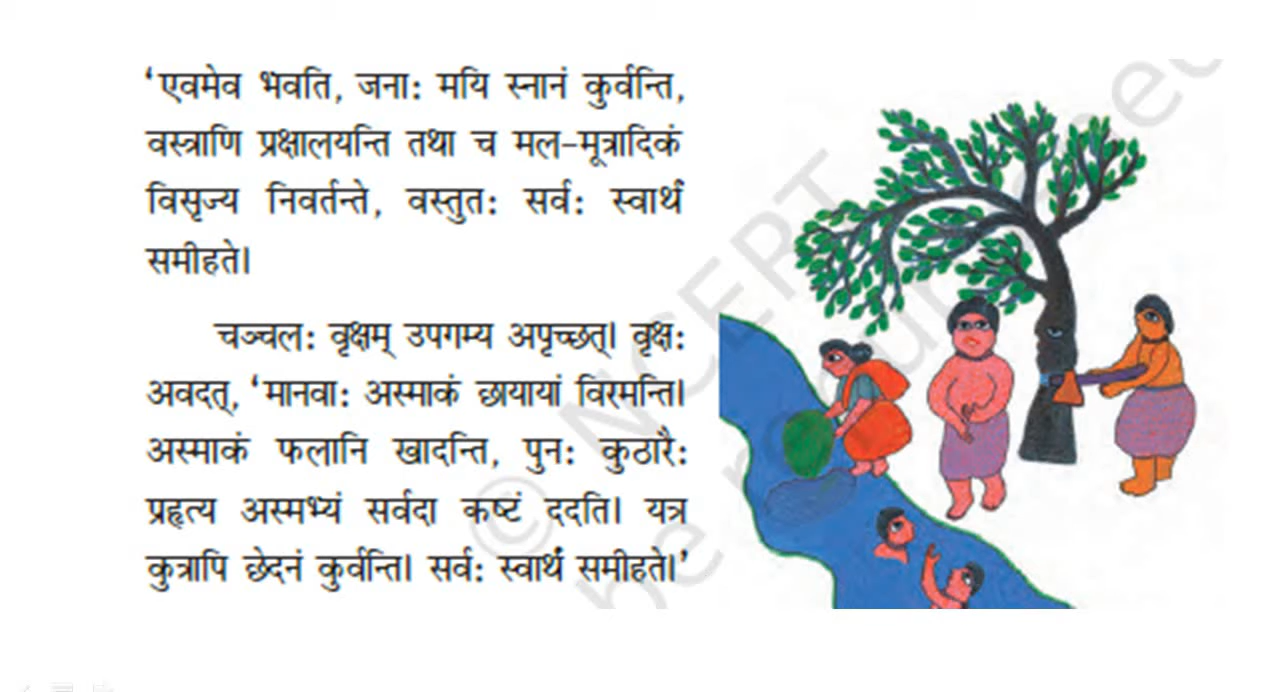 ‘एवमेव भवति, जनाः मयि स्नानं कुर्वन्ति,
वस्त्राणि प्रक्षालयन्ति तथा च मल-मूत्रादिकं
विसृज्य निवर्तन्ते, वस्तुतः सर्वः स्वार्थं
समीहते।
चञ्चलः वृक्षम् उपगम्य अपृच्छत्। वृक्षः
अवदत्, ‘मानवाः अस्माकं छायायां विरमन्ति।
अस्माकं फलानि खादन्ति, पुनः कुठारैः
प्रहृत्य अस्मभ्यं सर्वदा कष्टं ददति। यत्र
कुत्रापि छेदनं कुर्वन्ति। सर्वः स्वार्थं समीहते।’
© NCERT